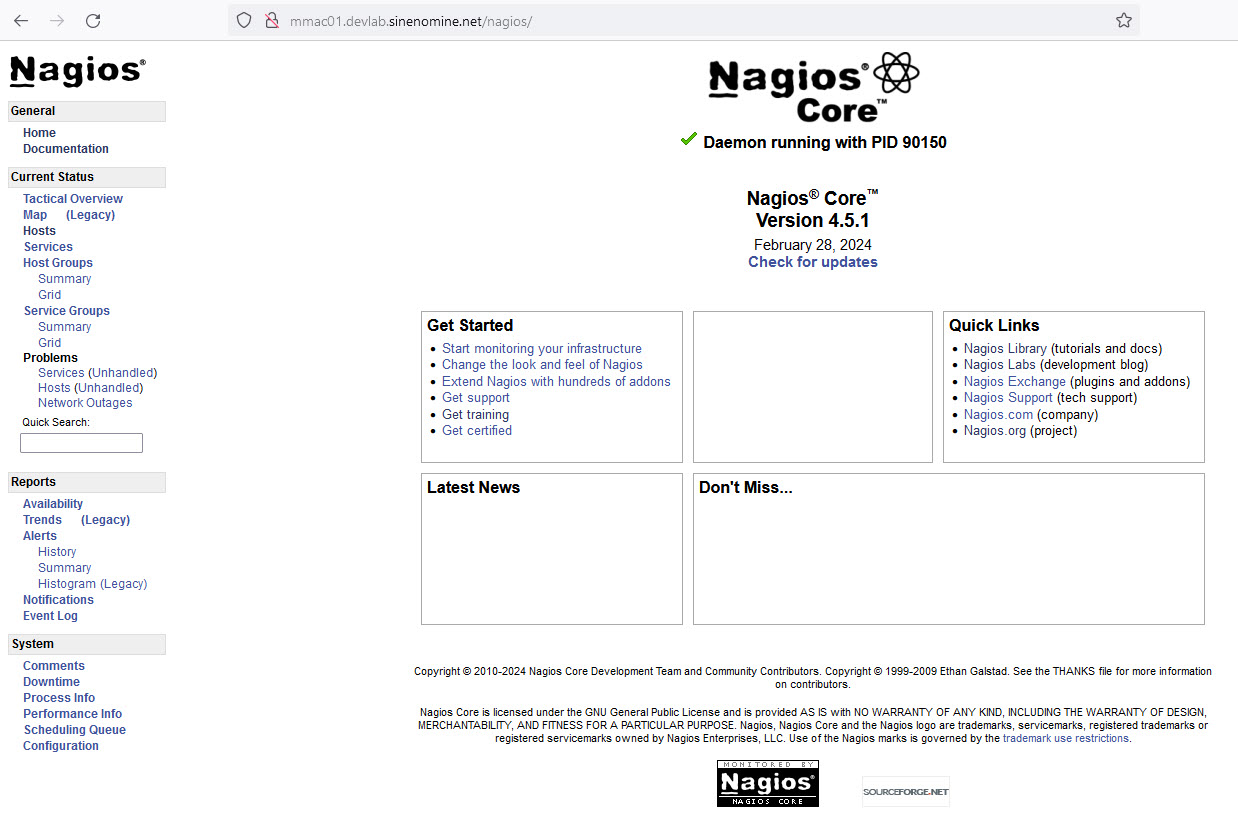 mmac01.devlab.sinenomine.net/nagios/
Nagios®
General
Home
Documentation
Current Status
Tactical Overview
Map (Legacy)
Hosts
Services
Host Groups
Summary
Grid
Service Groups
Summary
Grid
Problems
Services (Unhandled)
Hosts (Unhandled)
Network Outages
Quick Search:
Reports
Availability
Trends (Legacy)
Alerts
History
Summary
Histogram (Legacy)
Notifications
Event Log
System
Comments
Downtime
Process Info
Performance Info
Scheduling Queue
Configuration
Nagios®
Core™
Daemon running with PID 90150
Nagios® Core™
Version 4.5.1
February 28, 2024
Check for updates
Get Started
• Start monitoring your infrastructure
• Change the look and feel of Nagios
• Extend Nagios with hundreds of addons
• Get support
• Get training
• Get certified
Quick Links
• Nagios Library (tutorials and docs)
• Nagios Labs (development blog)
• Nagios Exchange (plugins and addons)
• Nagios Support (tech support)
• Nagios.com (company)
• Nagios.org (project)
Latest News
Don't Miss...
Copyright © 2010-2024 Nagios Core Development Team and Community Contributors. Copyright © 1999-2009 Ethan Galstad. See the THANKS file for more information
on contributors.
Nagios Core is licensed under the GNU General Public License and is provided AS IS with NO WARRANTY OF ANY KIND, INCLUDING THE WARRANTY OF DESIGN,
MERCHANTABILITY, AND FITNESS FOR A PARTICULAR PURPOSE. Nagios, Nagios Core and the Nagios logo are trademarks, servicemarks, registered trademarks or
registered servicemarks owned by Nagios Enterprises, LLC. Use of the Nagios marks is governed by the trademark use restrictions.
MONITORED BY
Nagios®
NAGIOS CORE
SOURCEFORGE.NET